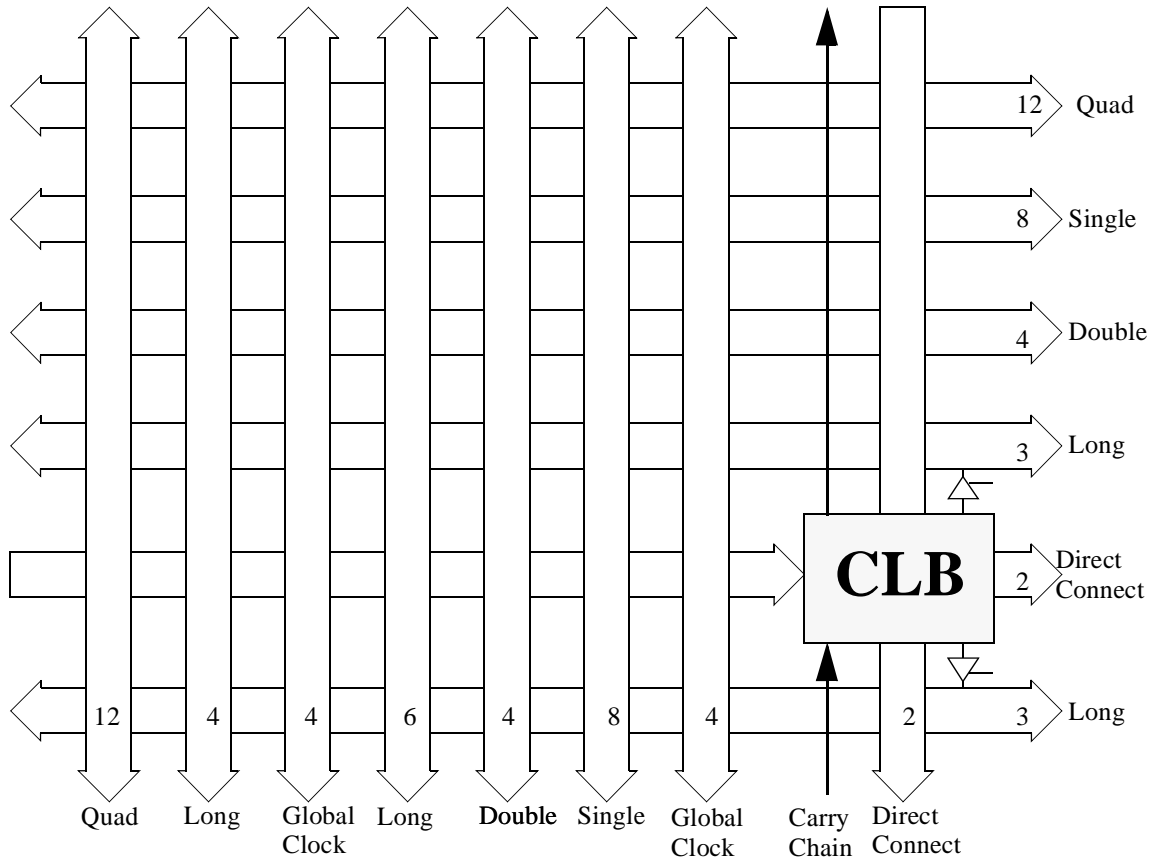 12 Quad
8 Single
4 Double
3 Long
CLB
Direct
2 Connect
12 4 4 6 4 8 4 2 3 Long
Quad Long Global Long Double Single Global Carry Direct
Clock Clock Chain Connect